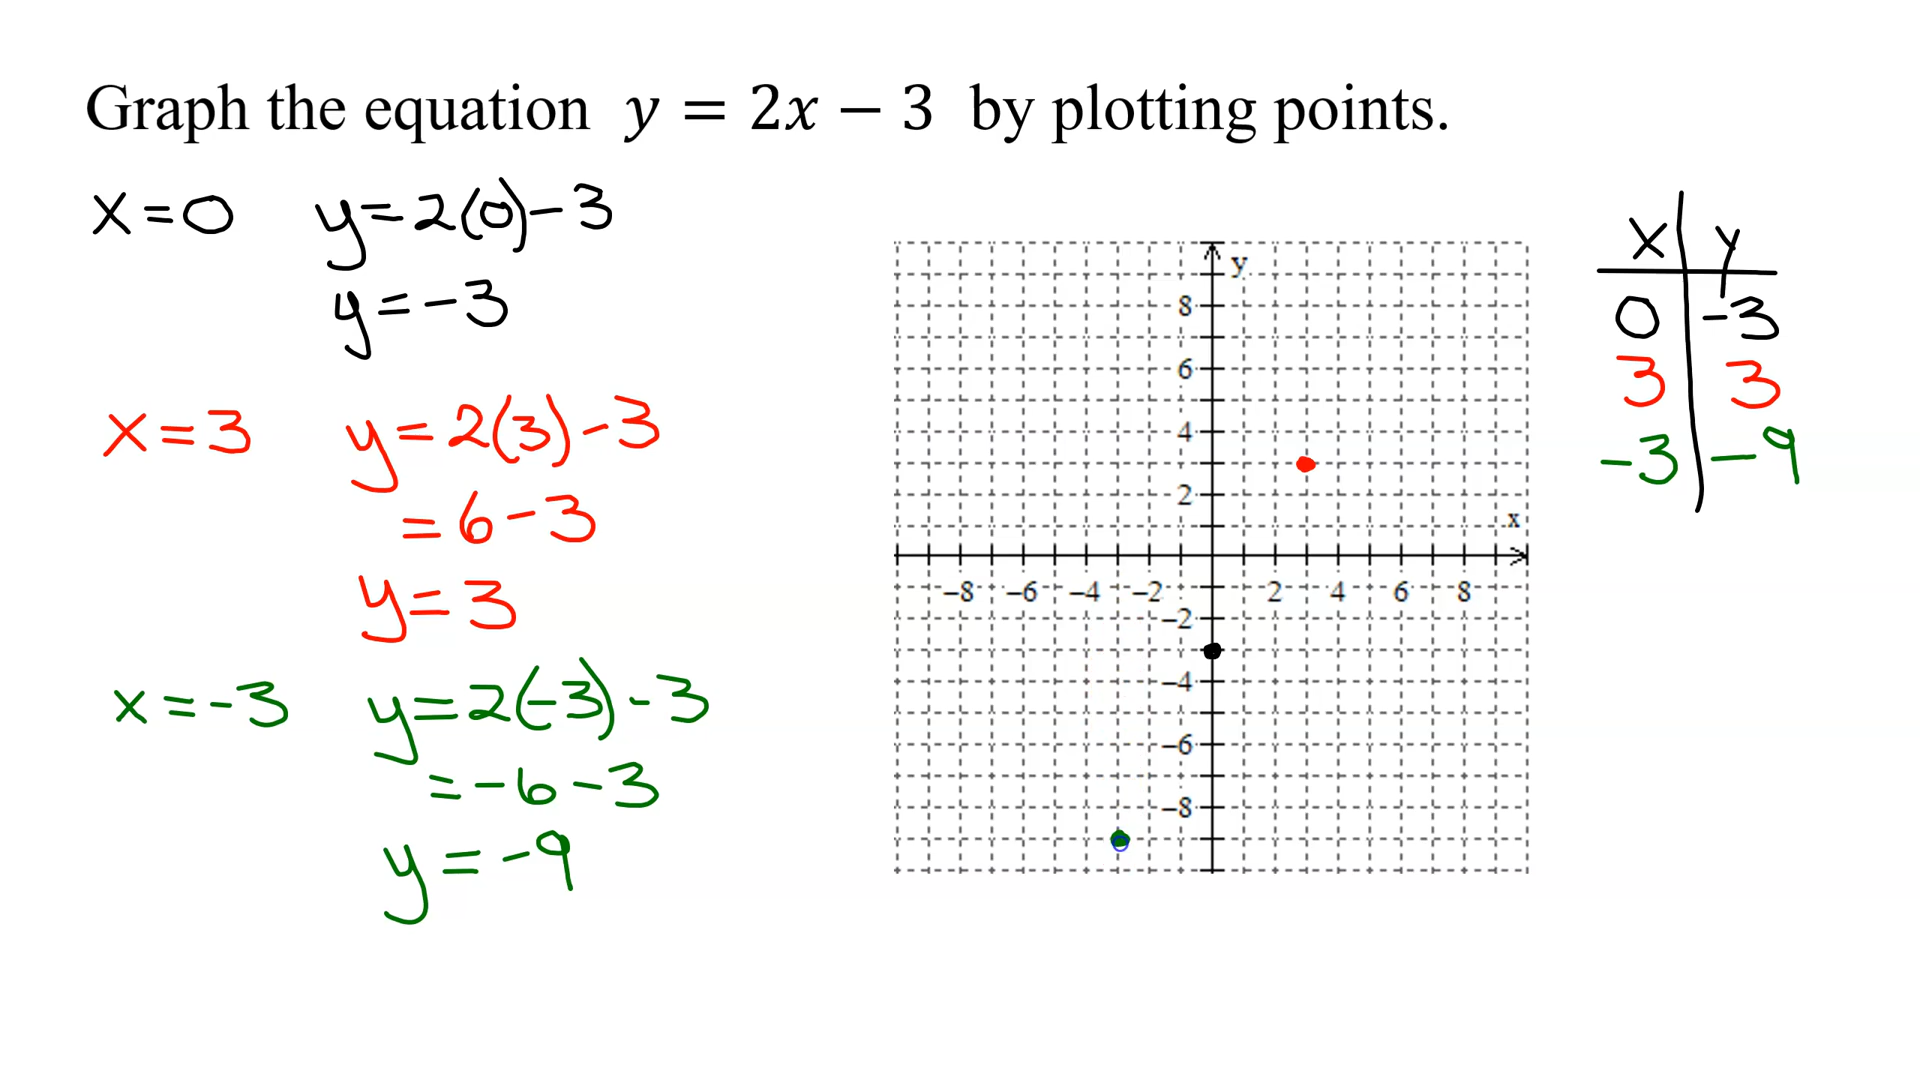 Graph the equation y = 2x − 3 by plotting points.
x=0 y=2(0)-3
y=-3
x=3 y=2(3)-3
=6-3
y=3
x=-3 y=2(-3)-3
=-6-3
y=-9
y
8
6
4
2
x
−8 −6 −4 −2 2 4 6 8
−2
−4
−6
−8
x y
0 -3
3 3
-3 -9